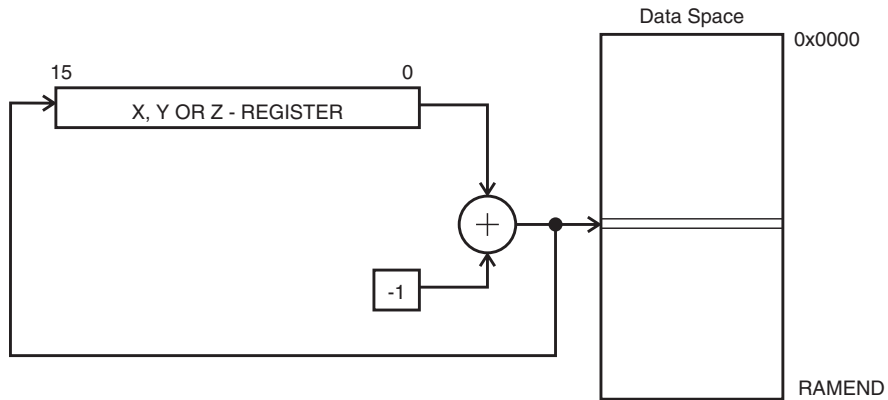 Data Space
0x0000
15
0
X, Y OR Z - REGISTER
+
-1
RAMEND